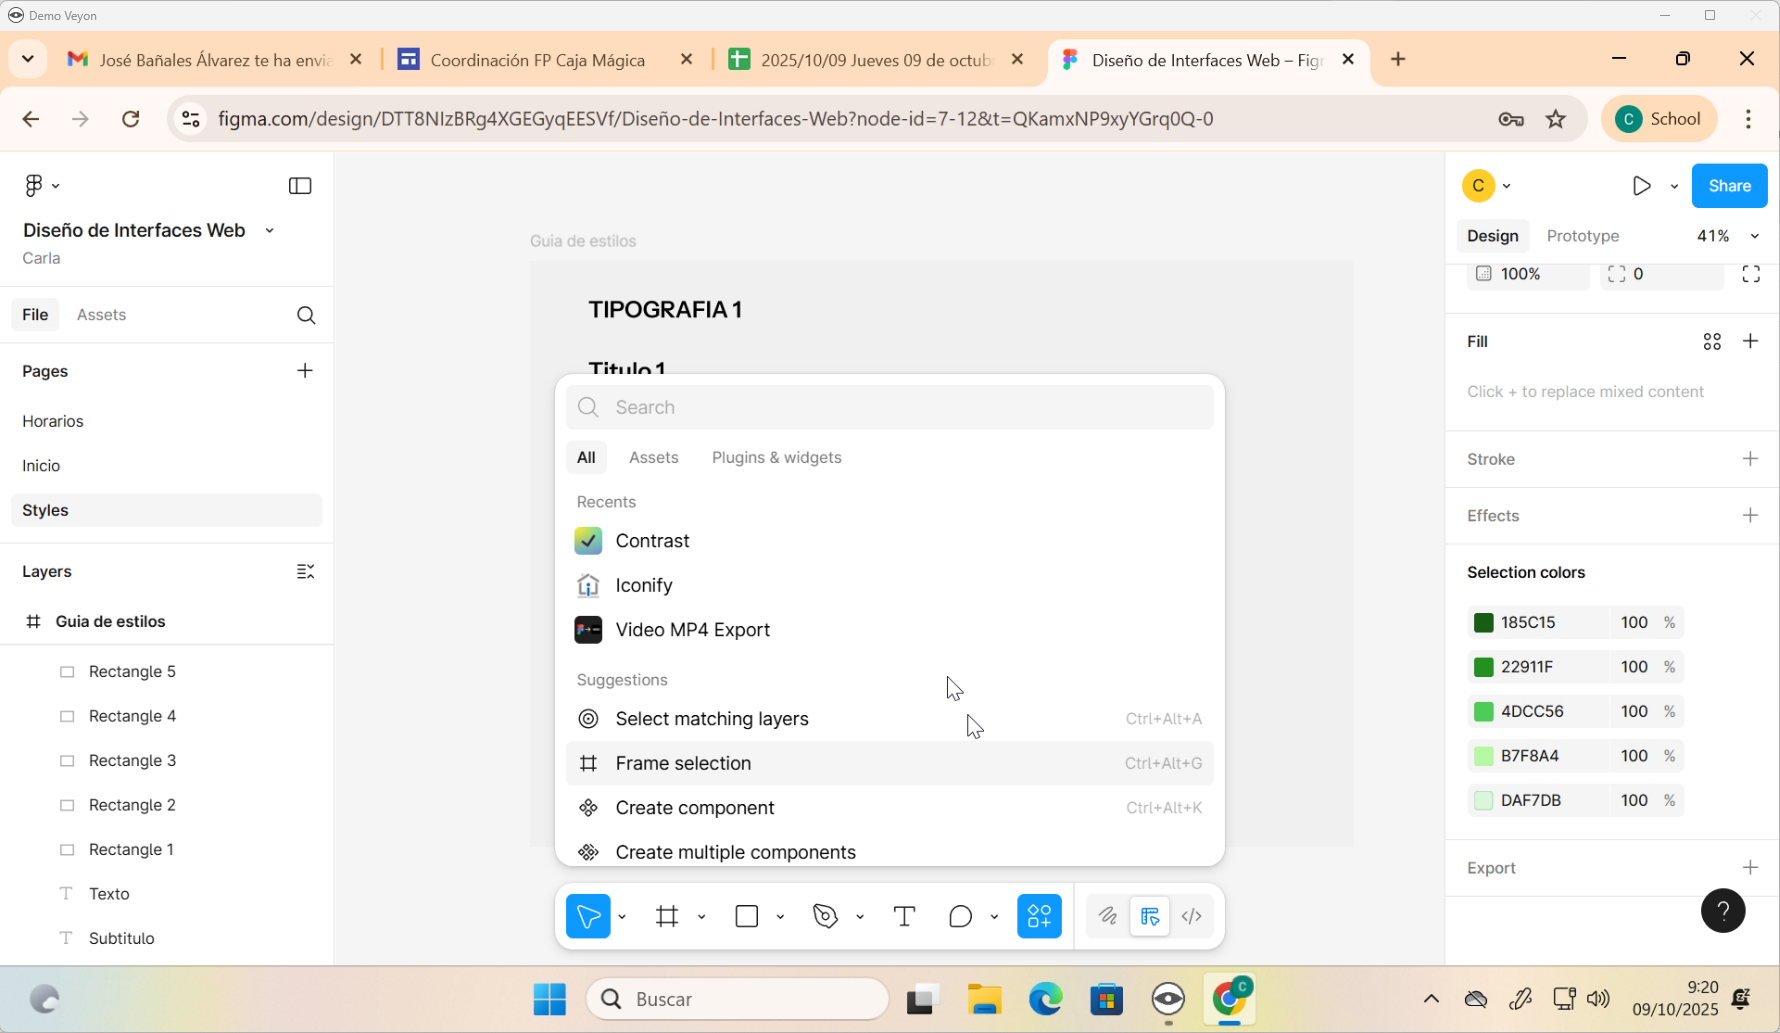 Demo Veyon
José Bañales Álvarez te ha envia
Coordinación FP Caja Mágica
2025/10/09 Jueves 09 de octub
Diseño de Interfaces Web – Fig
figma.com/design/DTT8NIzBRg4XGEGyqEESVf/Diseño-de-Interfaces-Web?node-id=7-12&t=QKamxNP9xyYGrq0Q-0
C School
Diseño de Interfaces Web
Carla
File Assets
Pages
Horarios
Inicio
Styles
Layers
Guia de estilos
Rectangle 5
Rectangle 4
Rectangle 3
Rectangle 2
Rectangle 1
Texto
Subtitulo
Guia de estilos
TIPOGRAFIA 1
Titulo 1
Search
All Assets Plugins & widgets
Recents
Contrast
Iconify
Video MP4 Export
Suggestions
Select matching layers Ctrl+Alt+A
Frame selection Ctrl+Alt+G
Create component Ctrl+Alt+K
Create multiple components
C
Share
Design Prototype 41%
100% 0
Fill
Click + to replace mixed content
Stroke
Effects
Selection colors
185C15 100 %
22911F 100 %
4DCC56 100 %
B7F8A4 100 %
DAF7DB 100 %
Export
?
Buscar
C
9:20
09/10/2025